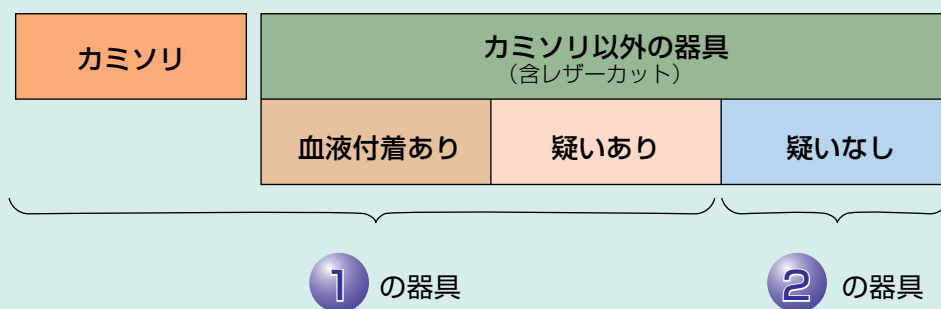 カミソリ
カミソリ以外の器具
（含レザーカット）
血液付着あり
疑いあり
疑いなし
1 の器具
2 の器具